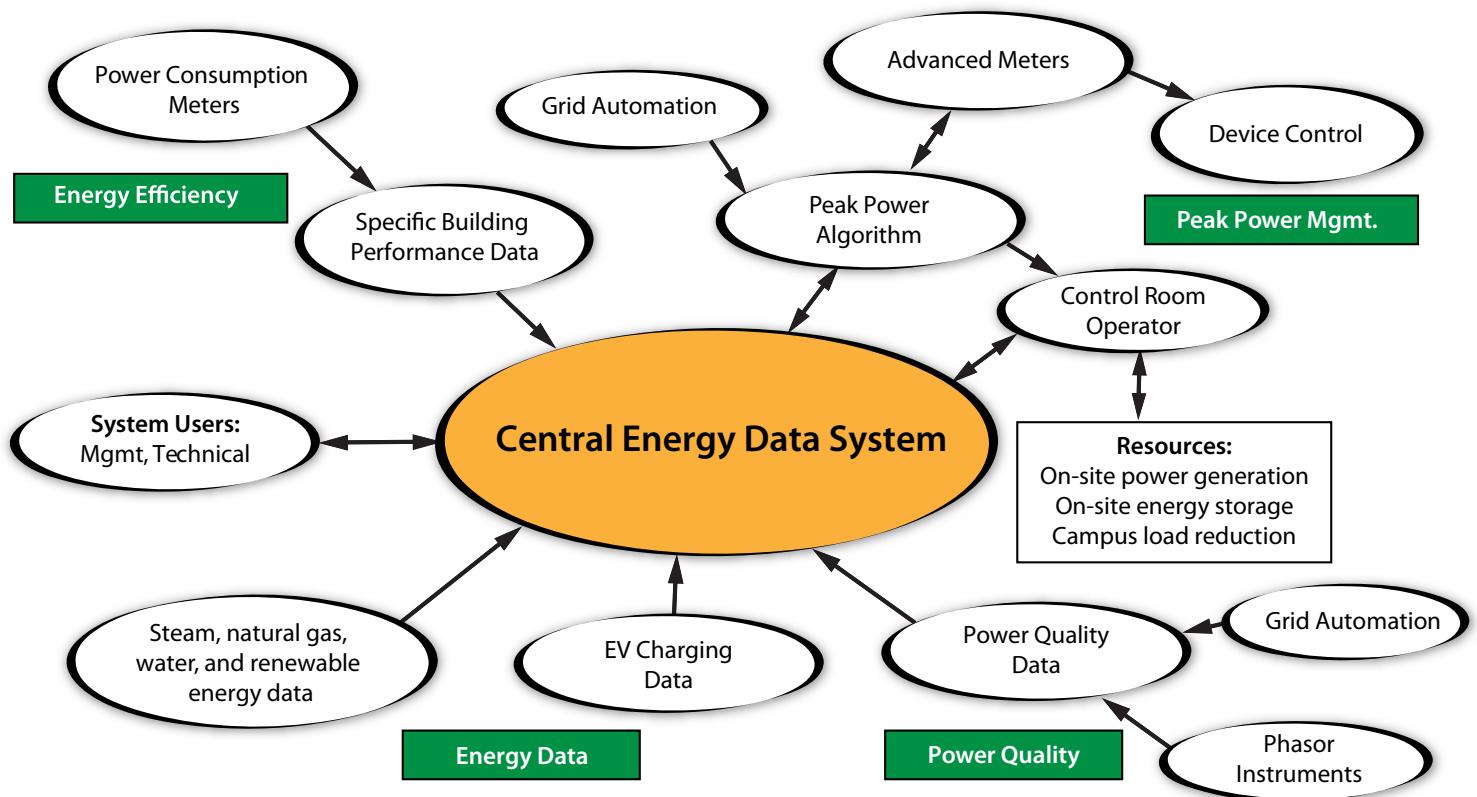 Power Consumption
Meters
Grid Automation
Advanced Meters
Device Control
Energy Efficiency
Specific Building
Performance Data
Peak Power
Algorithm
Peak Power Mgmt.
Control Room
Operator
System Users:
Mgmt, Technical
Central Energy Data System
Resources:
On-site power generation
On-site energy storage
Campus load reduction
Steam, natural gas,
water, and renewable
energy data
EV Charging
Data
Power Quality
Data
Grid Automation
Energy Data
Power Quality
Phasor
Instruments